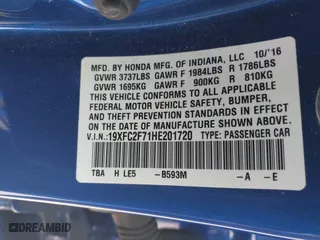 MFD. BY HONDA MFG. OF INDIANA, LLC 10/'16
GVWR 3737LBS GAWR F 1984LBS R 1786LBS
GVWR 1695KG GAWR F 900KG R 810KG
THIS VEHICLE CONFORMS TO ALL APPLICABLE
FEDERAL MOTOR VEHICLE SAFETY, BUMPER,
AND THEFT PREVENTION STANDARDS IN
EFFECT ON THE DATE OF MANUFACTURE
SHOWN ABOVE.
V.I.N.:19XFC2F71HE201720 TYPE: PASSENGER CAR
TBA H LE5 -B593M -A -E
© AutoBidMaster